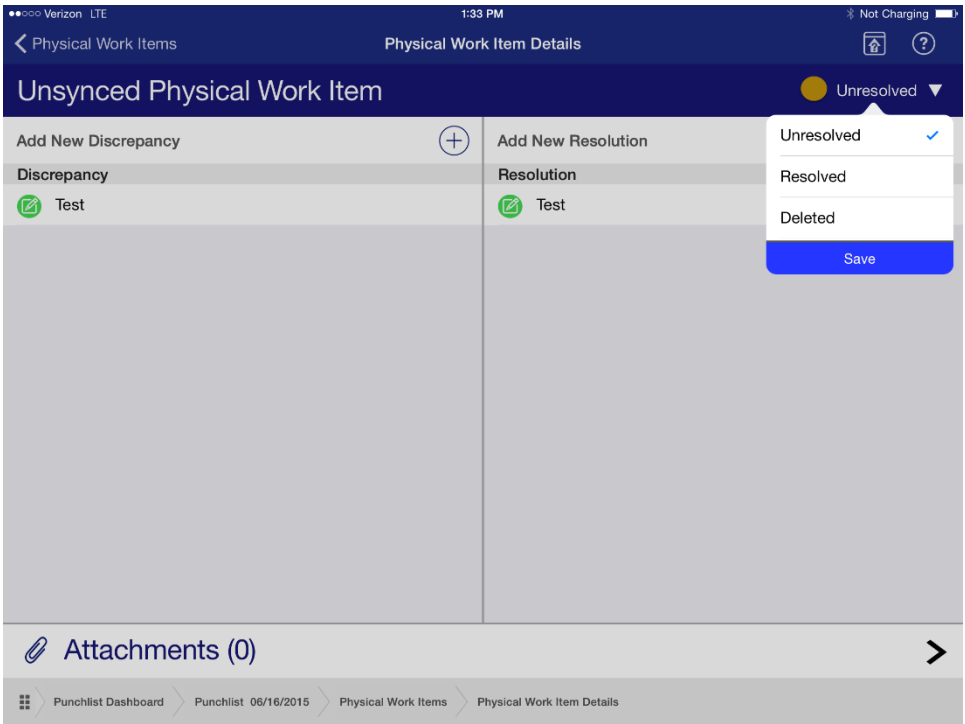 Verizon LTE 1:33 PM Not Charging
Physical Work Items Physical Work Item Details ?
Unsynced Physical Work Item Unresolved
Add New Discrepancy Add New Resolution Unresolved
Discrepancy Resolution Resolved
Test Test Deleted
Save
Attachments (0)
Punchlist Dashboard Punchlist 06/16/2015 Physical Work Items Physical Work Item Details